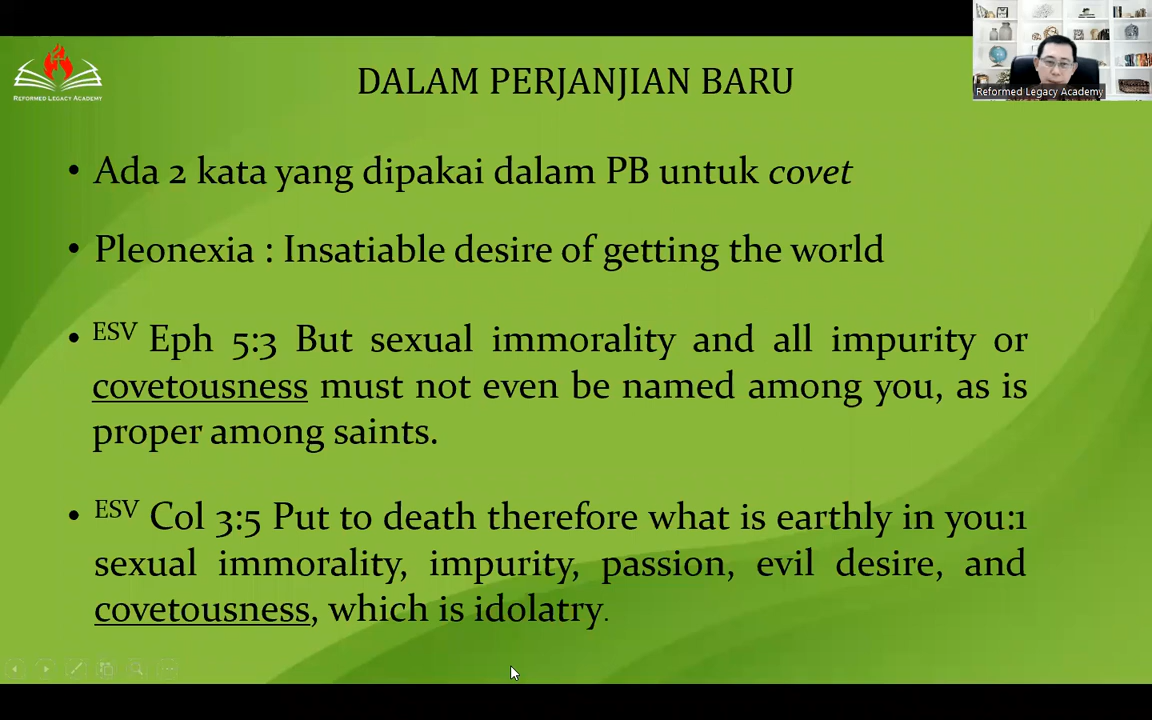 REFORMED LEGACY ACADEMY
DALAM PERJANJIAN BARU
Reformed Legacy Academy
• Ada 2 kata yang dipakai dalam PB untuk covet
• Pleonexia : Insatiable desire of getting the world
• ESV Eph 5:3 But sexual immorality and all impurity or
covetousness must not even be named among you, as is
proper among saints.
• ESV Col 3:5 Put to death therefore what is earthly in you:1
sexual immorality, impurity, passion, evil desire, and
covetousness, which is idolatry.